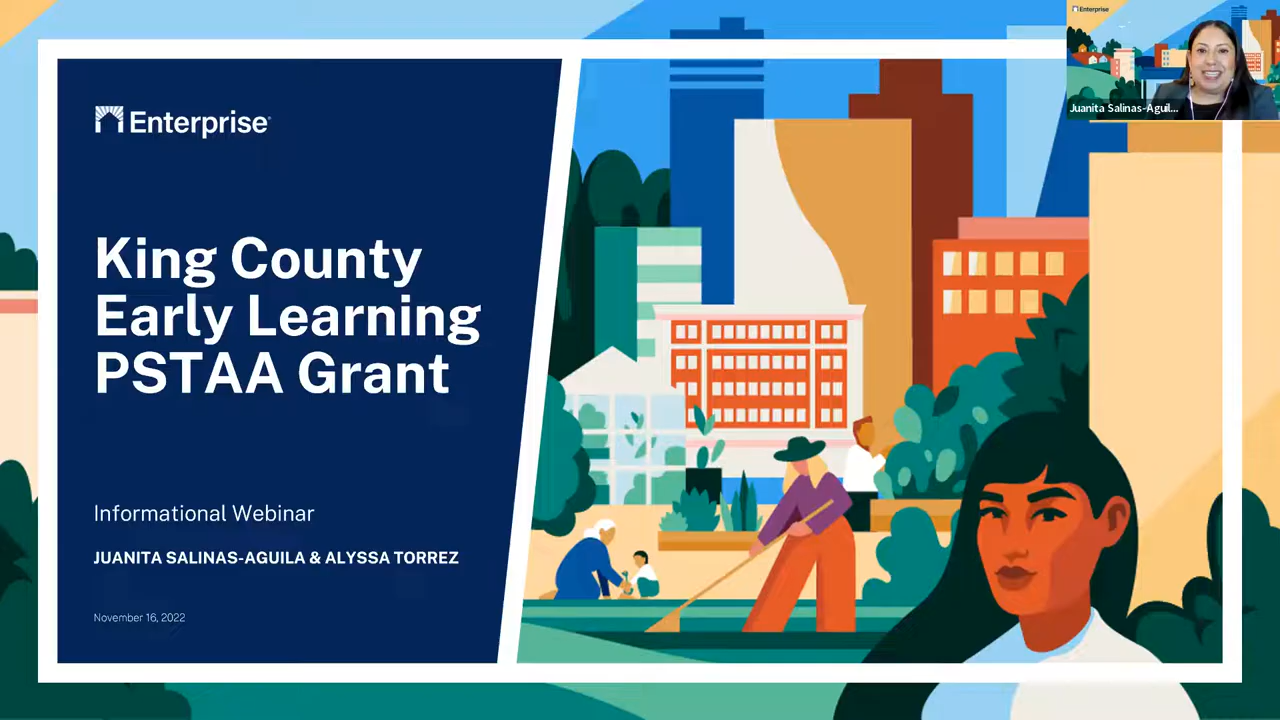 Enterprise
King County
Early Learning
PSTAA Grant
Informational Webinar
JUANITA SALINAS-AGUILA & ALYSSA TORREZ
November 16, 2022
Enterprise
Juanita Salinas-Aguil...